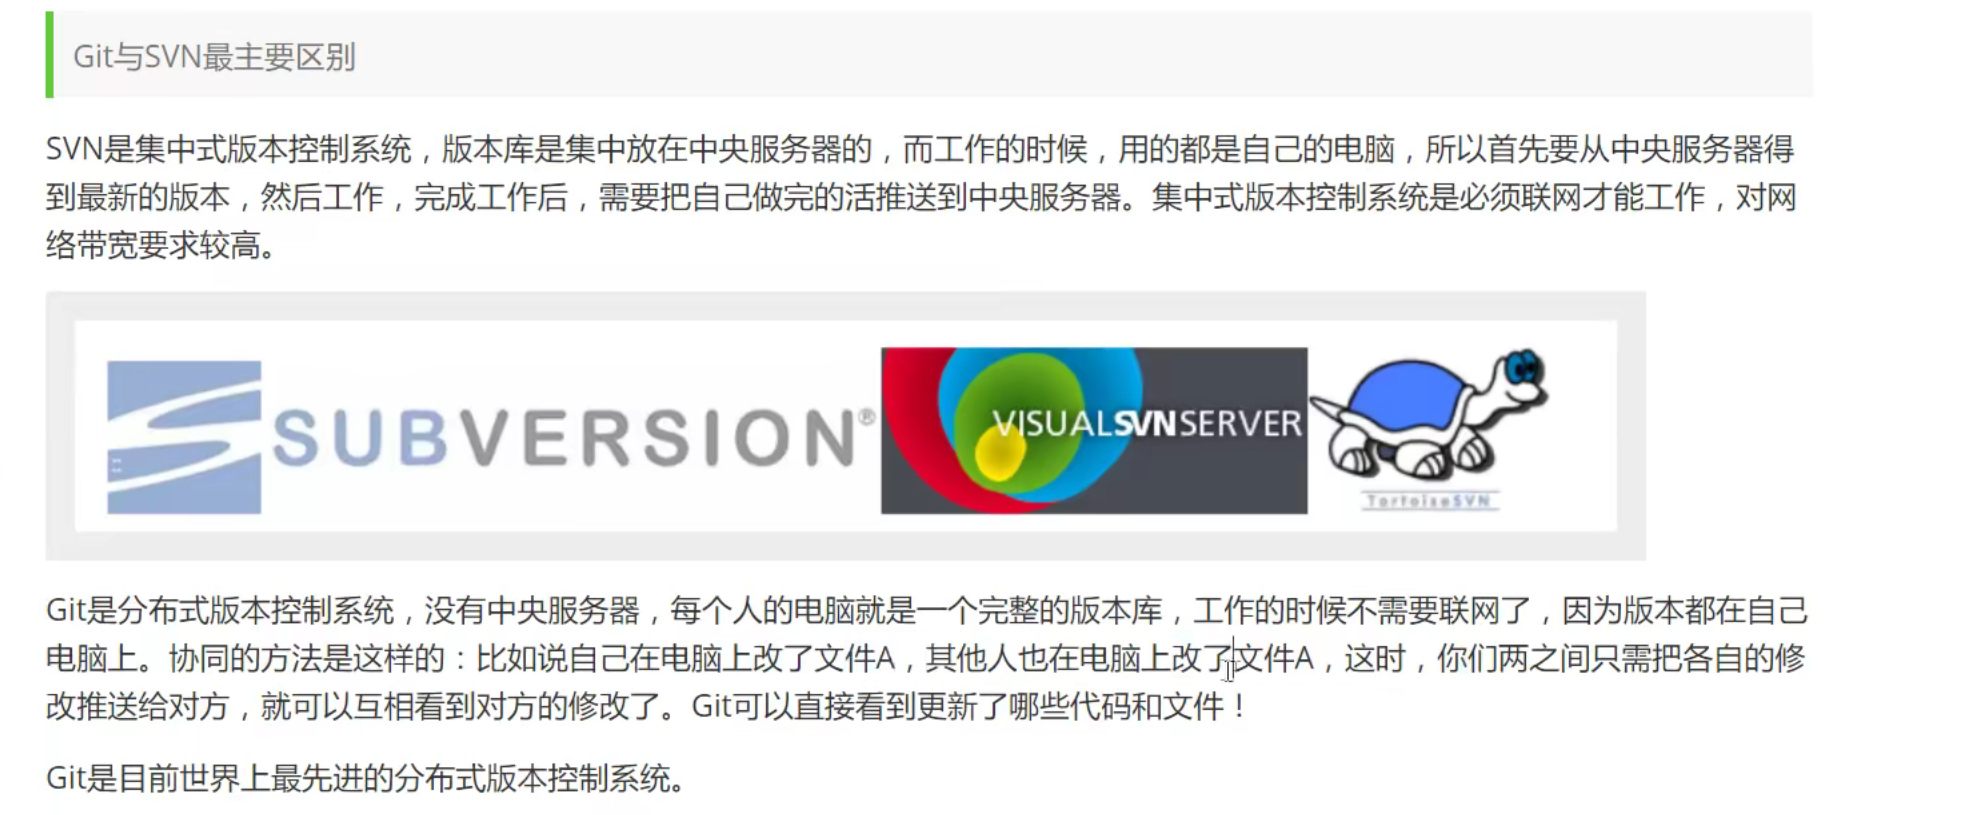 Git与SVN最主要区别
SVN是集中式版本控制系统，版本库是集中放在中央服务器的，而工作的时候，用的都是自己的电脑，所以首先要从中央服务器得
到最新的版本，然后工作，完成工作后，需要把自己做完的活推送到中央服务器。集中式版本控制系统是必须联网才能工作，对网
络带宽要求较高。
SUBVERSION®
VISUALSVNSERVER
TortoiseSVN
Git是分布式版本控制系统，没有中央服务器，每个人的电脑就是一个完整的版本库，工作的时候不需要联网了，因为版本都在自己
电脑上。协同的方法是这样的：比如说自己在电脑上改了文件A，其他人也在电脑上改了文件A，这时，你们两之间只需把各自的修
改推送给对方，就可以互相看到对方的修改了。Git可以直接看到更新了哪些代码和文件！
Git是目前世界上最先进的分布式版本控制系统。